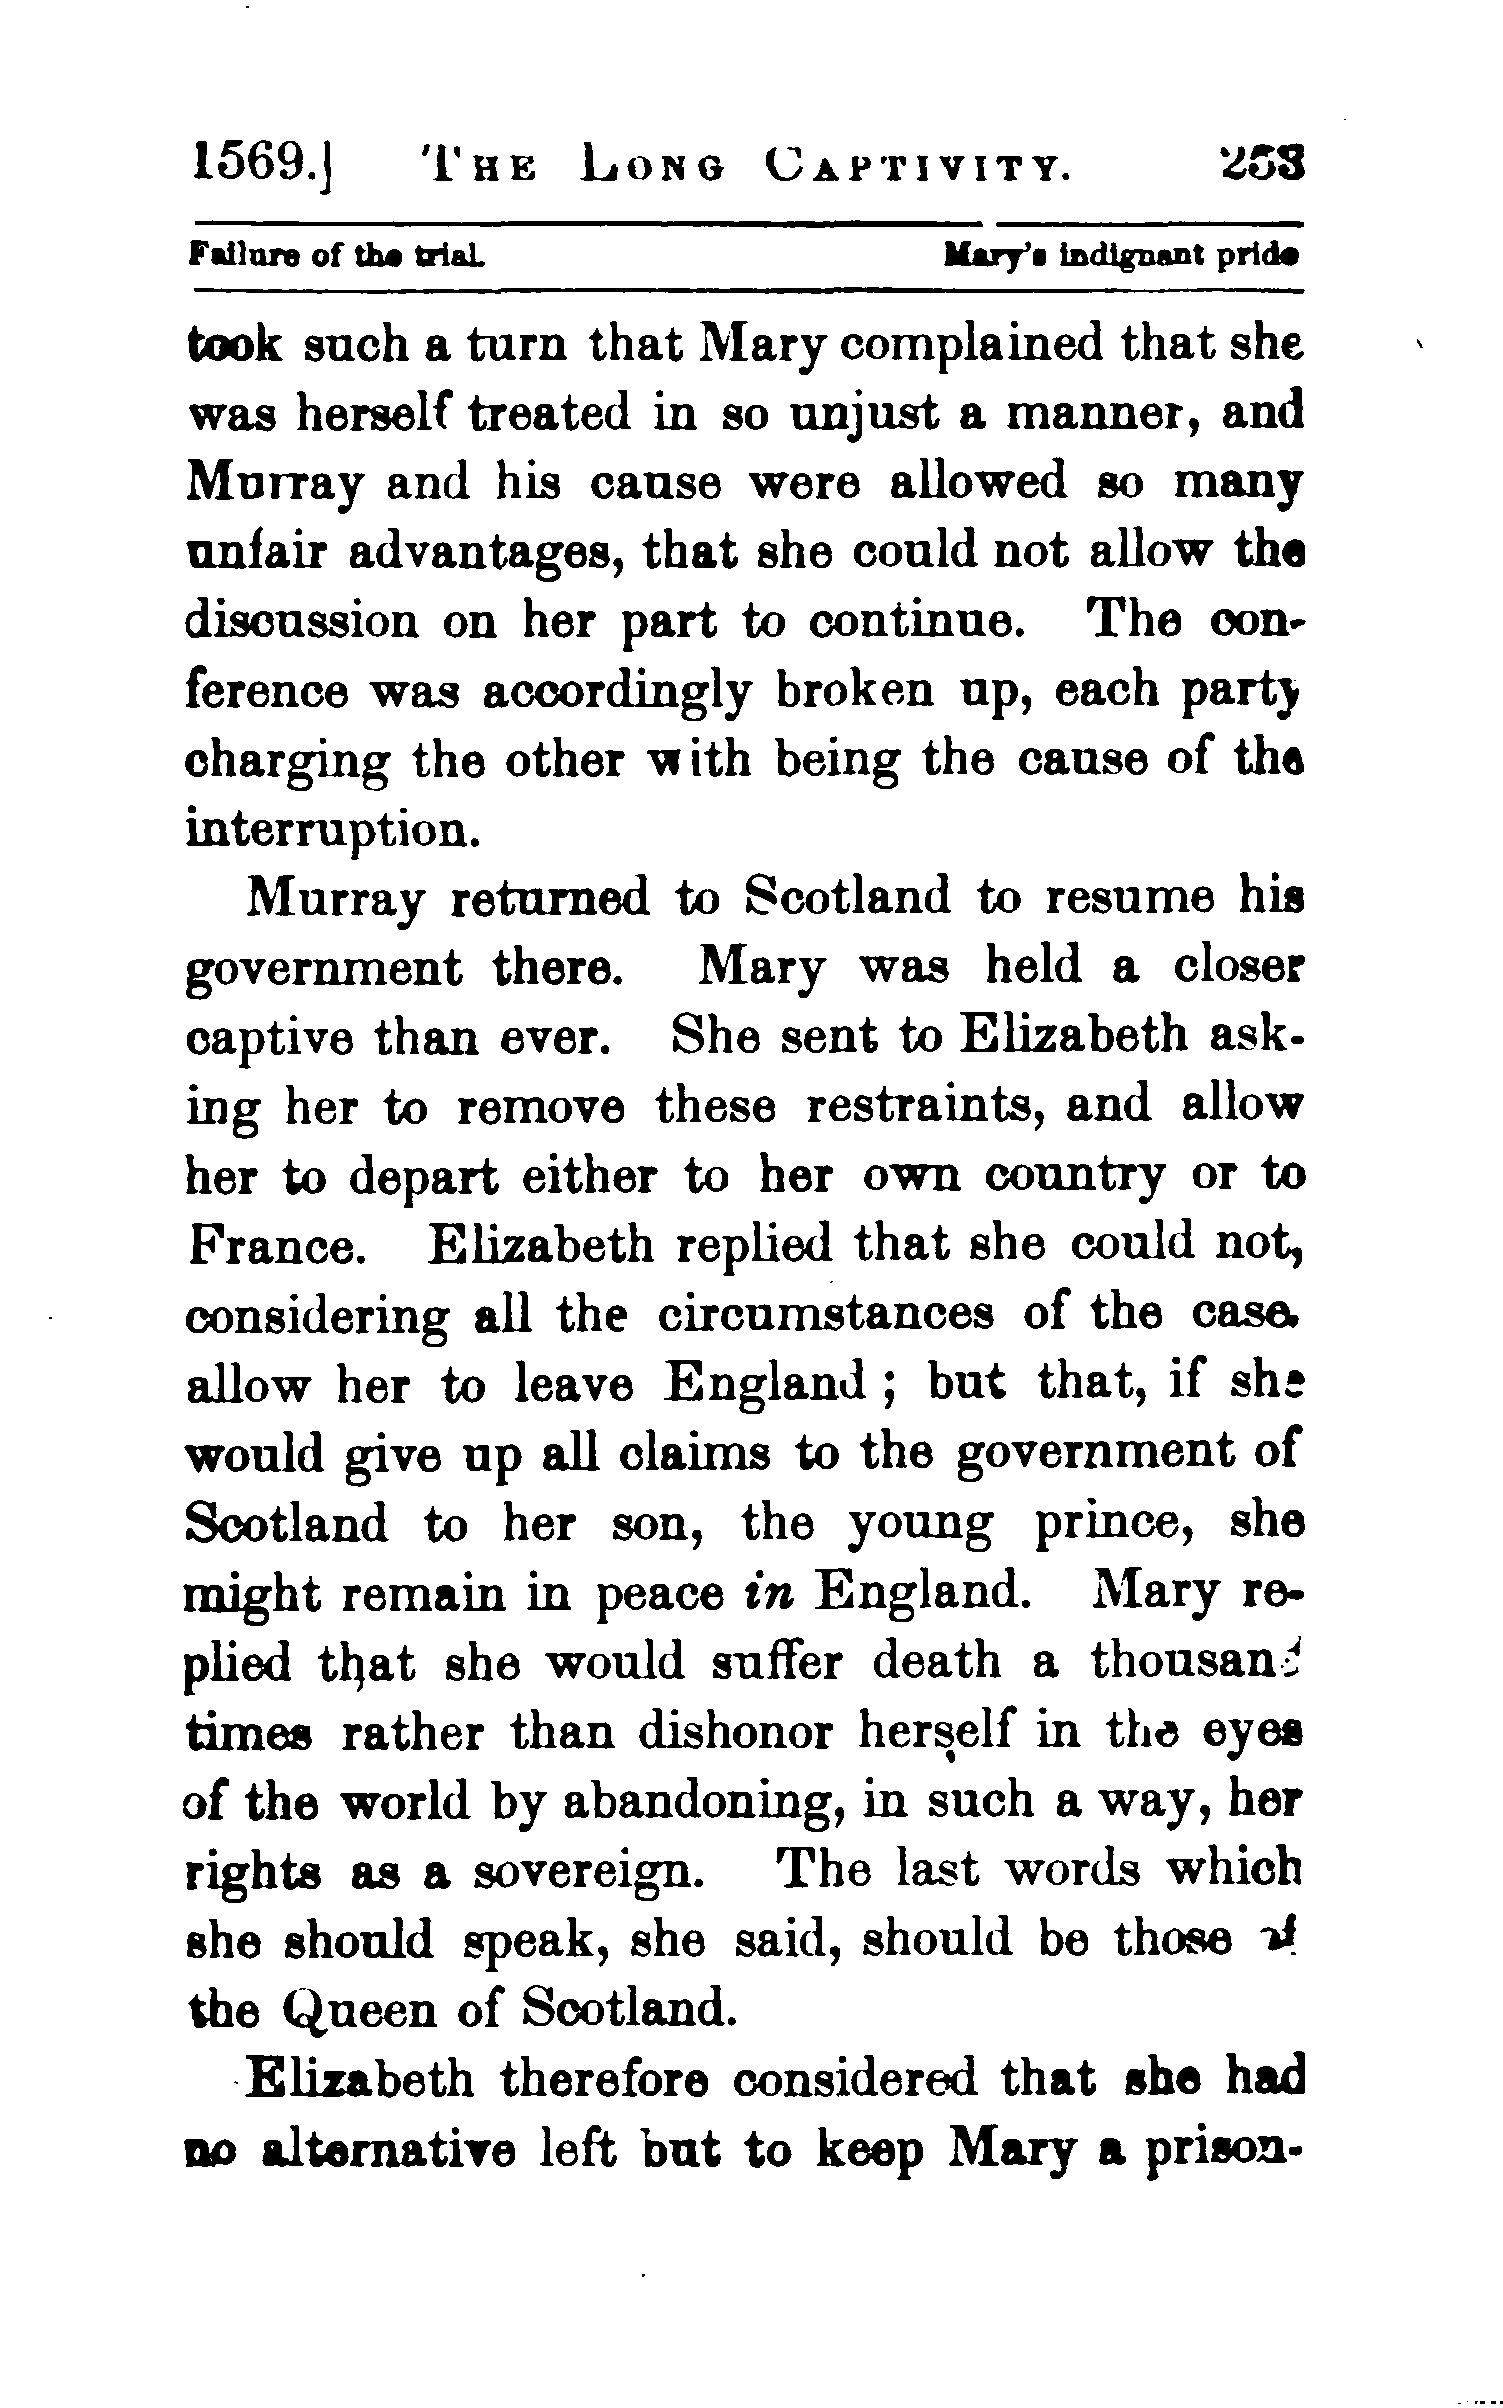 1569.] The Long Captivity. 253
Failure of the trial. Mary's indignant pride
took such a turn that Mary complained that she
was herself treated in so unjust a manner, and
Murray and his cause were allowed so many
unfair advantages, that she could not allow the
discussion on her part to continue. The con-
ference was accordingly broken up, each party
charging the other with being the cause of the
interruption.
Murray returned to Scotland to resume his
government there. Mary was held a closer
captive than ever. She sent to Elizabeth ask-
ing her to remove these restraints, and allow
her to depart either to her own country or to
France. Elizabeth replied that she could not,
considering all the circumstances of the case,
allow her to leave England ; but that, if she
would give up all claims to the government of
Scotland to her son, the young prince, she
might remain in peace in England. Mary re-
plied that she would suffer death a thousand
times rather than dishonor herself in the eyes
of the world by abandoning, in such a way, her
rights as a sovereign. The last words which
she should speak, she said, should be those of
the Queen of Scotland.
Elizabeth therefore considered that she had
no alternative left but to keep Mary a prison-